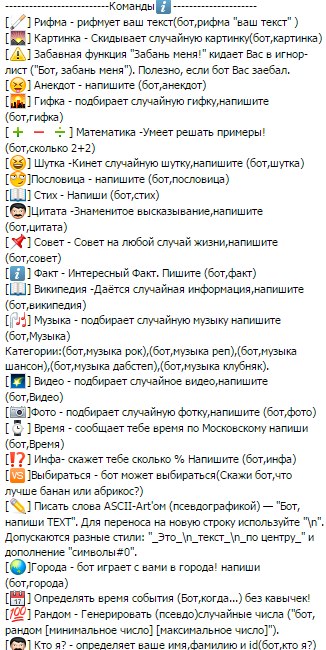 -----------------------------Команды[ℹ]------------------------
[🖌] Рифма - рифмует ваш текст(бот,рифма "ваш текст" )
[🌄] Картинка - Скидывает случайную картинку(бот,картинка)
[⚠] Забавная функция "Забань меня!" кидает Вас в игнор-
лист ("Бот, забань меня"). Полезно, если бот Вас заебал.
[😆] Анекдот - напишите (бот,анекдот)
[🌇] Гифка - подбирает случайную гифку,напишите
(бот,гифка)
[➕ ➖ ➗] Математика -Умеет решать примеры!
(бот,сколько 2+2)
[😆] Шутка -Кинет случайную шутку,напишите (бот,шутка)
[🌝]Пословица - напишите (бот,пословица)
[📖] Стих - Напиши (бот,стих)
[👨]Цитата -Знаменитое высказывание,напишите
(бот,цитата)
[📌] Совет - Совет на любой случай жизни,напишите
(бот,совет)
[ℹ] Факт - Интересный Факт. Пишите (бот,факт)
[📖] Википедия -Даётся случайная информация,напишите
(бот,википедия)
[🎼] Музыка - подбирает случайную музыку напишите
(бот,Музыка)
Категории:(бот,музыка рок),(бот,музыка реп),(бот,музыка
шансон),(бот,музыка дабстеп),(бот,музыка клубняк).
[🌠] Видео - подбирает случайное видео,напишите
(бот,Видео)
[📷]Фото - подбирает случайную фотку,напишите (бот,фото)
[⌚] Время - сообщает тебе время по Московскому напиши
(бот,Время)
[⁉] Инфа- скажет тебе сколько % Напишите (бот,инфа)
[🆚]Выбираться - бот может выбираться(Скажи бот,что
лучше банан или абрикос?)
[✏] Писать слова ASCII-Art'ом (псевдографикой) — "Бот,
напиши TEXT". Для переноса на новую строку используйте "\n".
Допускаются разные стили: "_Это_\n_текст_\n_по центру_" и
дополнение "символы#0".
[🌏]Города - бот играет с вами в города! напиши
(бот,города)
[📅] Определять время события (Бот,когда...) без кавычек!
[💯] Рандом - Генерировать (псевдо)случайные числа ("бот,
рандом [минимальное число] [максимальное число]").
[👨] Кто я? - определяет ваше имя,фамилию и id(бот,кто я?)